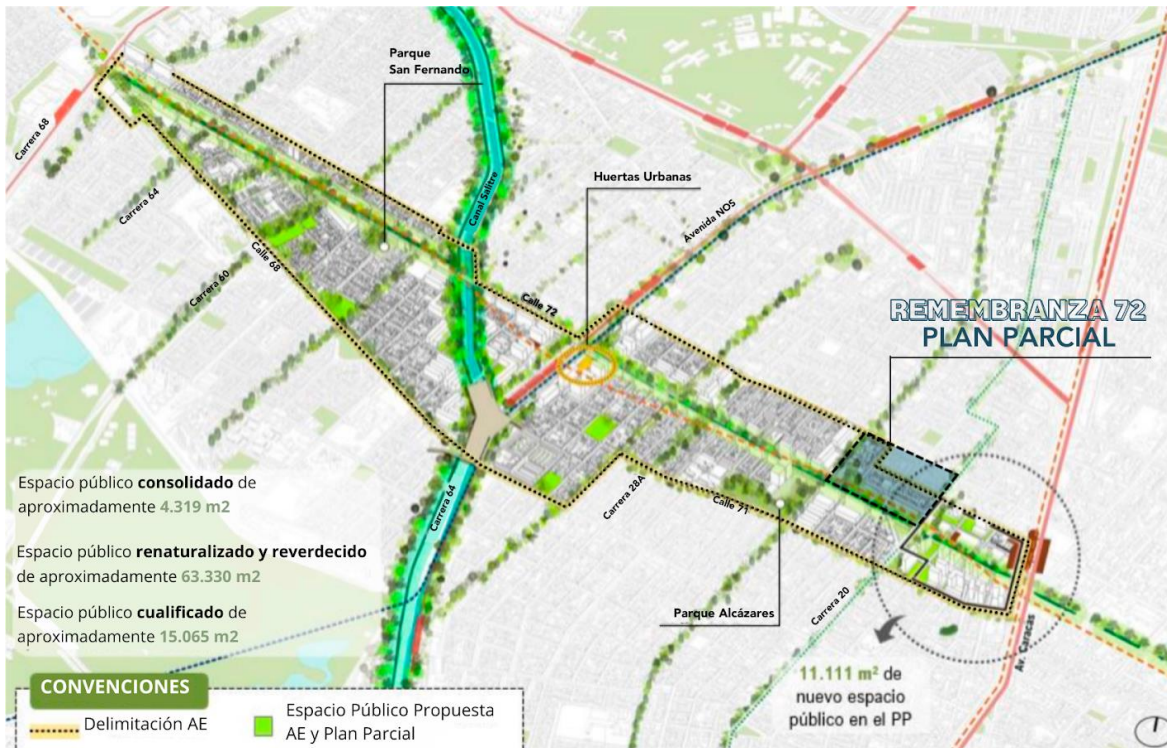 Parque
San Fernando
Carrera 68
Huertas Urbanas
Canal Salitre
Carrera 64
Avenida NQS
Carrera 60
Calle 68
Calle 72
REMEMBRANZA 72
PLAN PARCIAL
Espacio público consolidado de
aproximadamente 4.319 m2
Espacio público renaturalizado y reverdecido
de aproximadamente 63.330 m2
Espacio público cualificado de
aproximadamente 15.065 m2
Carrera 64
Carrera 28A
Calle 71
Parque Alcázares
Carrera 20
Av. Caracas
11.111 m² de
nuevo espacio
público en el PP
CONVENCIONES
Delimitación AE
Espacio Público Propuesta
AE y Plan Parcial